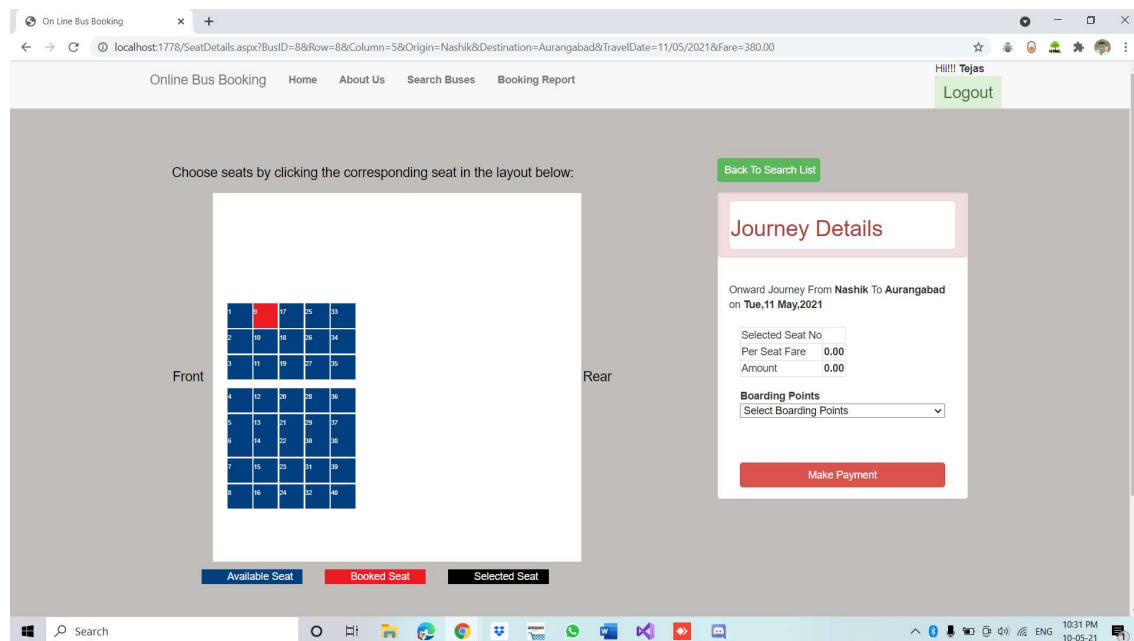 On Line Bus Booking
localhost:1778/SeatDetails.aspx?BusID=8&Row=8&Column=5&Origin=Nashik&Destination=Aurangabad&TravelDate=11/05/2021&Fare=380.00
Hii!!! Tejas
Online Bus Booking Home About Us Search Buses Booking Report
Logout
Choose seats by clicking the corresponding seat in the layout below:
Back To Search List
Journey Details
Onward Journey From Nashik To Aurangabad
on Tue,11 May,2021
Selected Seat No
Per Seat Fare 0.00
Amount 0.00
Boarding Points
Select Boarding Points
Make Payment
1 9 17 25 33
2 10 18 26 34
3 11 19 27 35
Front
Rear
4 12 20 28 36
5 13 21 29 37
6 14 22 30 38
7 15 23 31 39
8 16 24 32 40
Available Seat Booked Seat Selected Seat
Search
ENG
10:31 PM
10-05-21